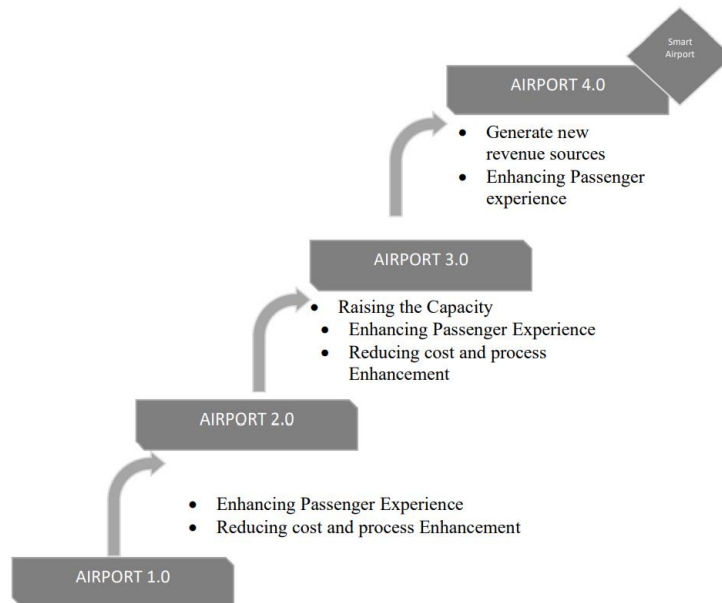 Smart
Airport
AIRPORT 4.0
• Generate new
revenue sources
• Enhancing Passenger
experience
AIRPORT 3.0
• Raising the Capacity
• Enhancing Passenger Experience
• Reducing cost and process
Enhancement
AIRPORT 2.0
• Enhancing Passenger Experience
• Reducing cost and process Enhancement
AIRPORT 1.0